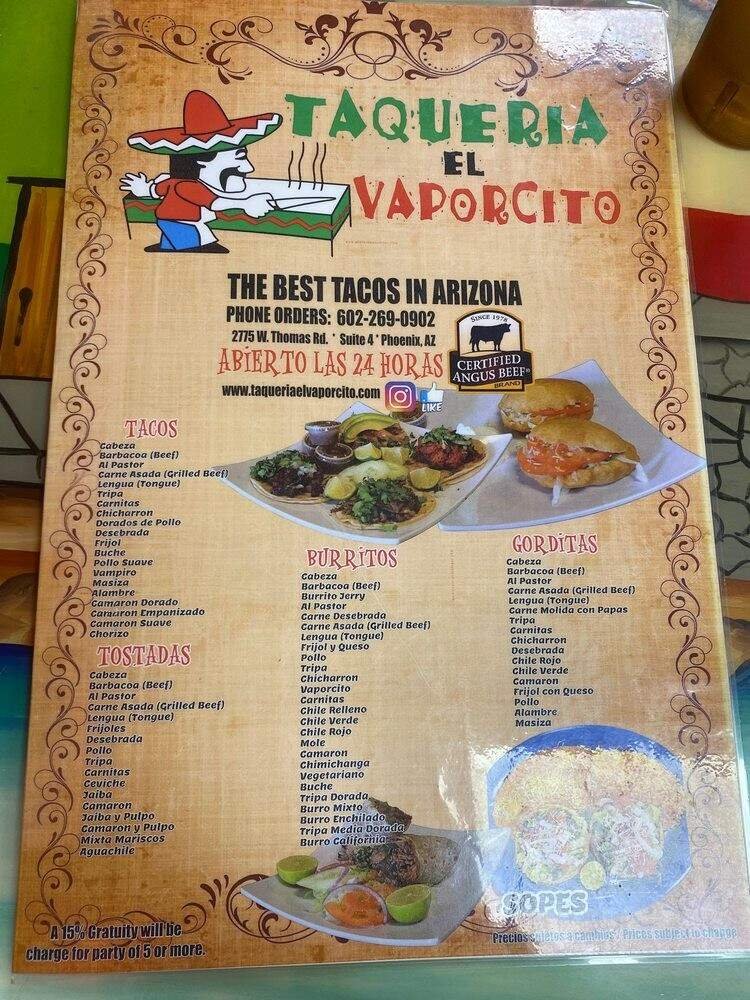 TAQUERIA
EL
VAPORCITO
THE BEST TACOS IN ARIZONA
PHONE ORDERS: 602-269-0902
2775 W. Thomas Rd. * Suite 4 * Phoenix, AZ
ABIERTO LAS 24 HORAS
www.taqueriaelvaporcito.com
LIKE
SINCE 1978
CERTIFIED
ANGUS BEEF®
BRAND
TACOS
Cabeza
Barbacoa (Beef)
Al Pastor
Carne Asada (Grilled Beef)
Lengua (Tongue)
Tripa
Carnitas
Chicharron
Dorados de Pollo
Desebrada
Frijol
Buche
Pollo Suave
Vampiro
Masiza
Alambre
Camaron Dorado
Camaron Empanizado
Camaron Suave
Chorizo
TOSTADAS
Cabeza
Barbacoa (Beef)
Al Pastor
Carne Asada (Grilled Beef)
Lengua (Tongue)
Frijoles
Desebrada
Pollo
Tripa
Carnitas
Ceviche
Jaiba
Camaron
Jaiba y Pulpo
Camaron y Pulpo
Mixta Mariscos
Aguachile
BURRITOS
Cabeza
Barbacoa (Beef)
Burrito Jerry
Al Pastor
Carne Desebrada
Carne Asada (Grilled Beef)
Lengua (Tongue)
Frijol y Queso
Pollo
Tripa
Chicharron
Vaporcito
Carnitas
Chile Relleno
Chile Verde
Chile Rojo
Mole
Camaron
Chimichanga
Vegetariano
Buche
Tripa Dorada
Burro Mixto
Burro Enchilado
Tripa Media Dorada
Burro California
GORDITAS
Cabeza
Barbacoa (Beef)
Al Pastor
Carne Asada (Grilled Beef)
Lengua (Tongue)
Carne Molida con Papas
Tripa
Carnitas
Chicharron
Desebrada
Chile Rojo
Chile Verde
Camaron
Frijol con Queso
Pollo
Alambre
Masiza
SOPES
A 15% Gratuity will be
charge for party of 5 or more.
Precios sujetos a cambios / Prices subject to change